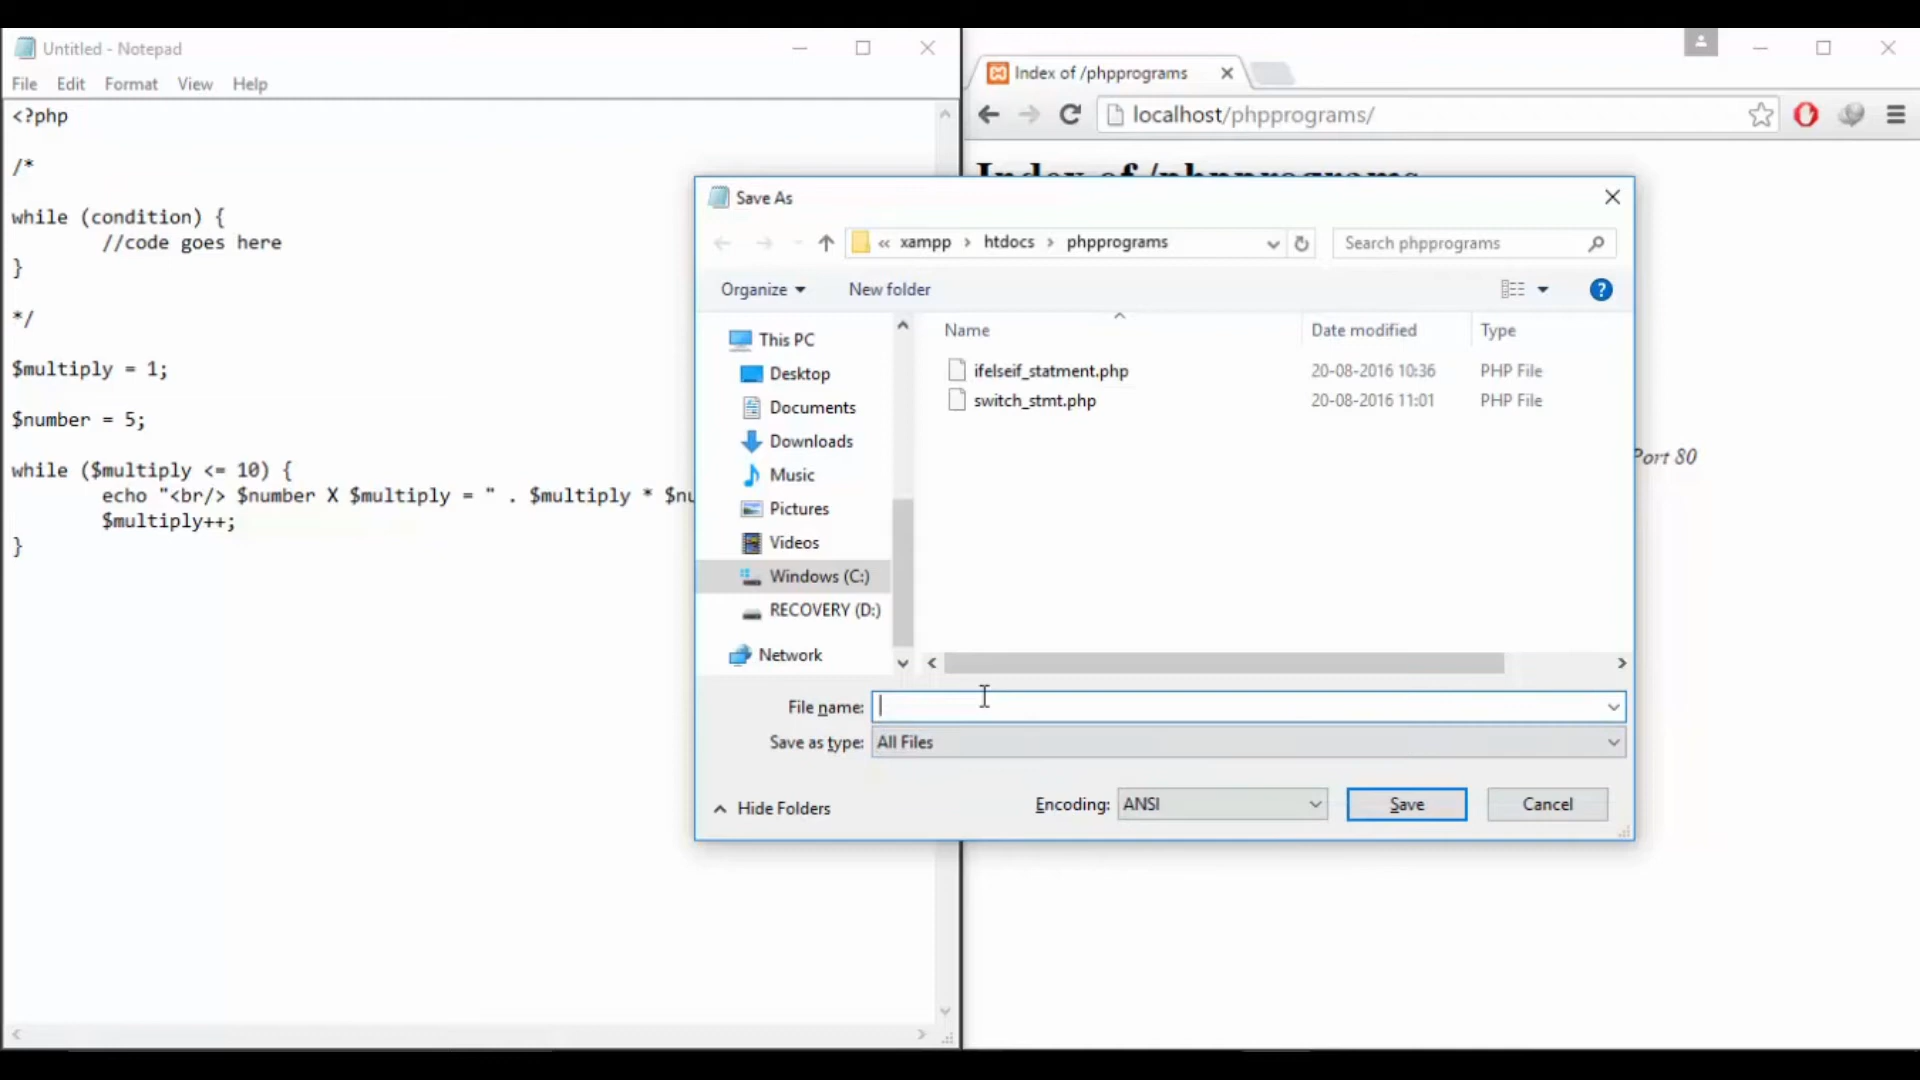 Untitled - Notepad
File Edit Format View Help
<?php
/*
while (condition) {
//code goes here
}
*/
$multiply = 1;
$number = 5;
while ($multiply <= 10) {
echo "<br/> $number X $multiply = " . $multiply * $nu
$multiply++;
}
Index of /phpprograms
localhost/phpprograms/
Index of /phpprograms
Port 80
Save As
« xampp › htdocs › phpprograms
Search phpprograms
Organize New folder
?
This PC
Desktop
Documents
Downloads
Music
Pictures
Videos
Windows (C:)
RECOVERY (D:)
Network
Name Date modified Type
ifelseif_statment.php 20-08-2016 10:36 PHP File
switch_stmt.php 20-08-2016 11:01 PHP File
File name:
Save as type: All Files
Hide Folders
Encoding: ANSI
Save
Cancel